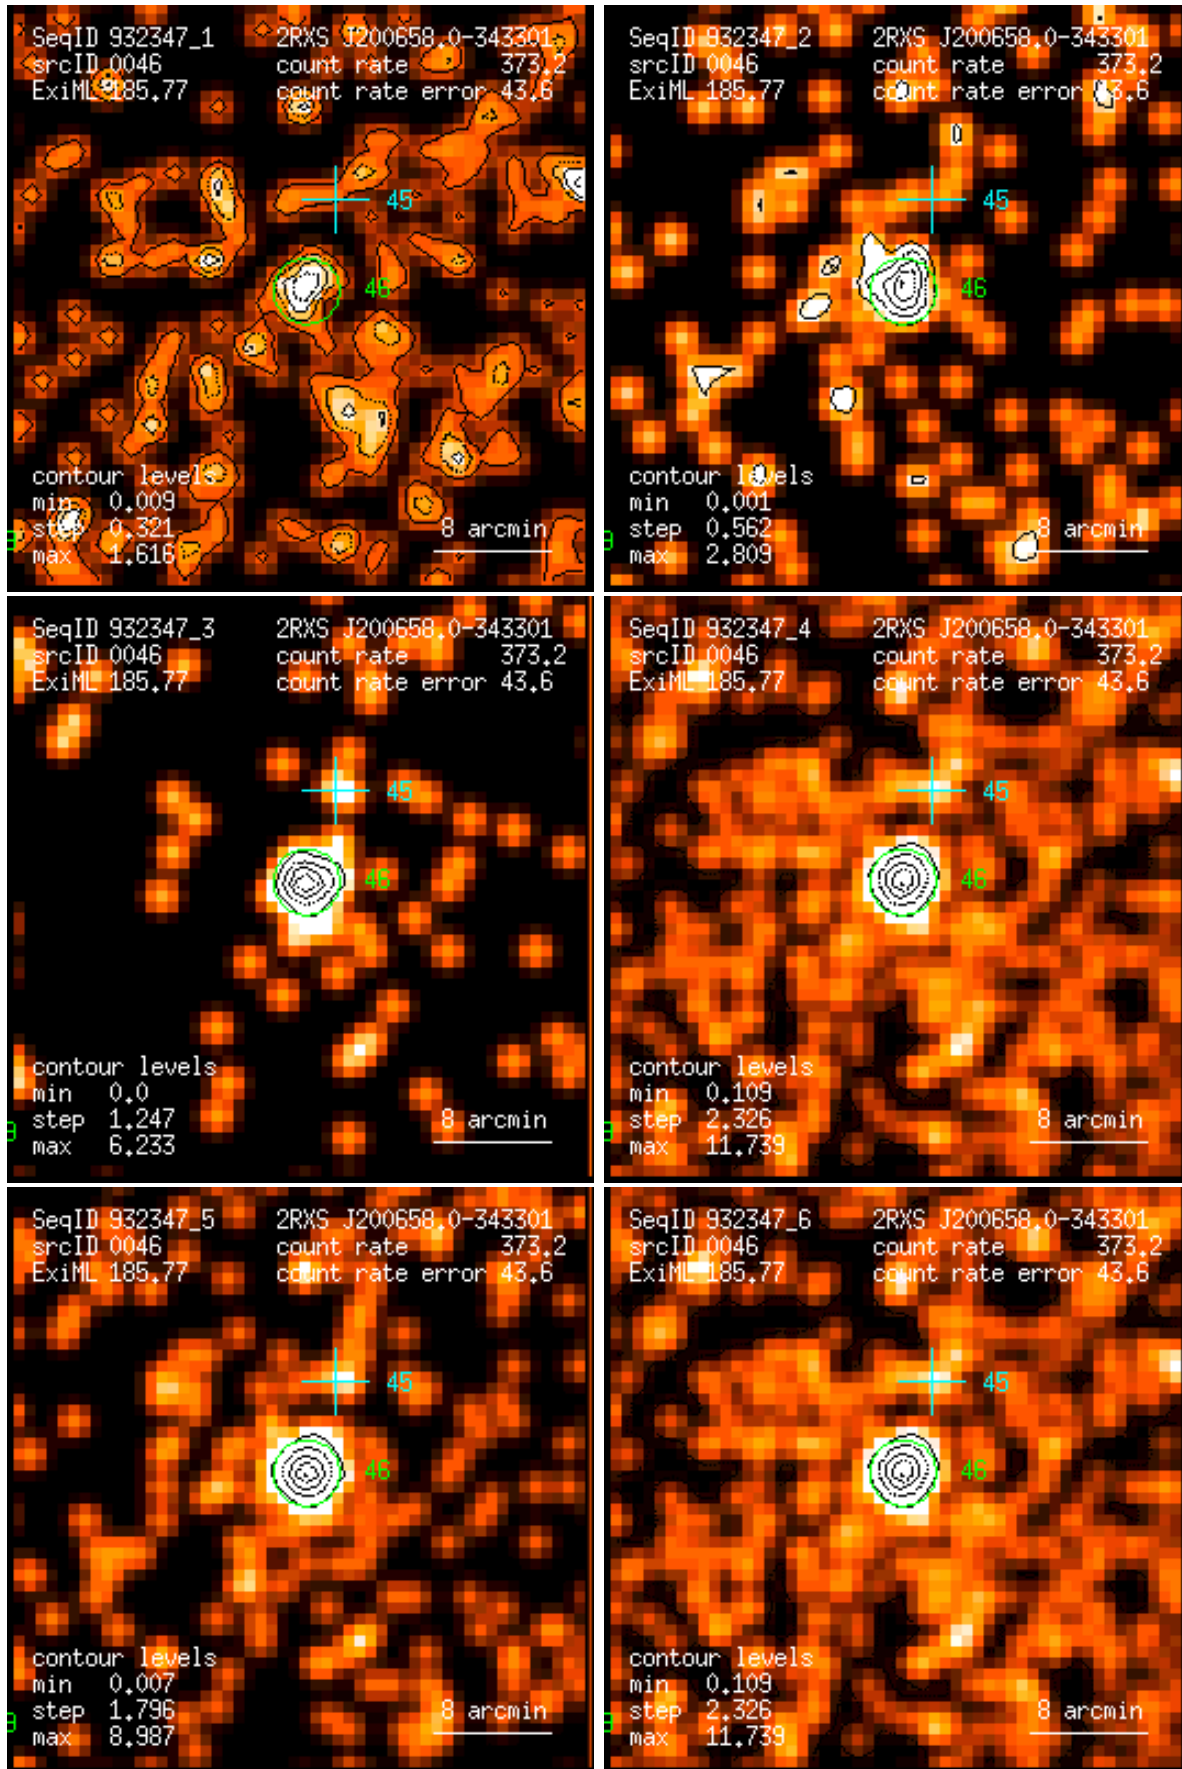 SeqID 932347_1 2RXS J200658.0-343301
srcID 0046 count rate 373.2
ExiML 185.77 count rate error 43.6
45
46
contour levels
min 0.009
step 0.321
max 1.616
8 arcmin
9
SeqID 932347_2 2RXS J200658.0-343301
srcID 0046 count rate 373.2
ExiML 185.77 count rate error 43.6
45
46
contour levels
min 0.001
step 0.562
max 2.809
8 arcmin
9
SeqID 932347_3 2RXS J200658.0-343301
srcID 0046 count rate 373.2
ExiML 185.77 count rate error 43.6
45
46
contour levels
min 0.0
step 1.247
max 6.233
8 arcmin
9
SeqID 932347_4 2RXS J200658.0-343301
srcID 0046 count rate 373.2
ExiML 185.77 count rate error 43.6
45
46
contour levels
min 0.109
step 2.326
max 11.739
8 arcmin
9
SeqID 932347_5 2RXS J200658.0-343301
srcID 0046 count rate 373.2
ExiML 185.77 count rate error 43.6
45
46
contour levels
min 0.007
step 1.796
max 8.987
8 arcmin
9
SeqID 932347_6 2RXS J200658.0-343301
srcID 0046 count rate 373.2
ExiML 185.77 count rate error 43.6
45
46
contour levels
min 0.109
step 2.326
max 11.739
8 arcmin
9